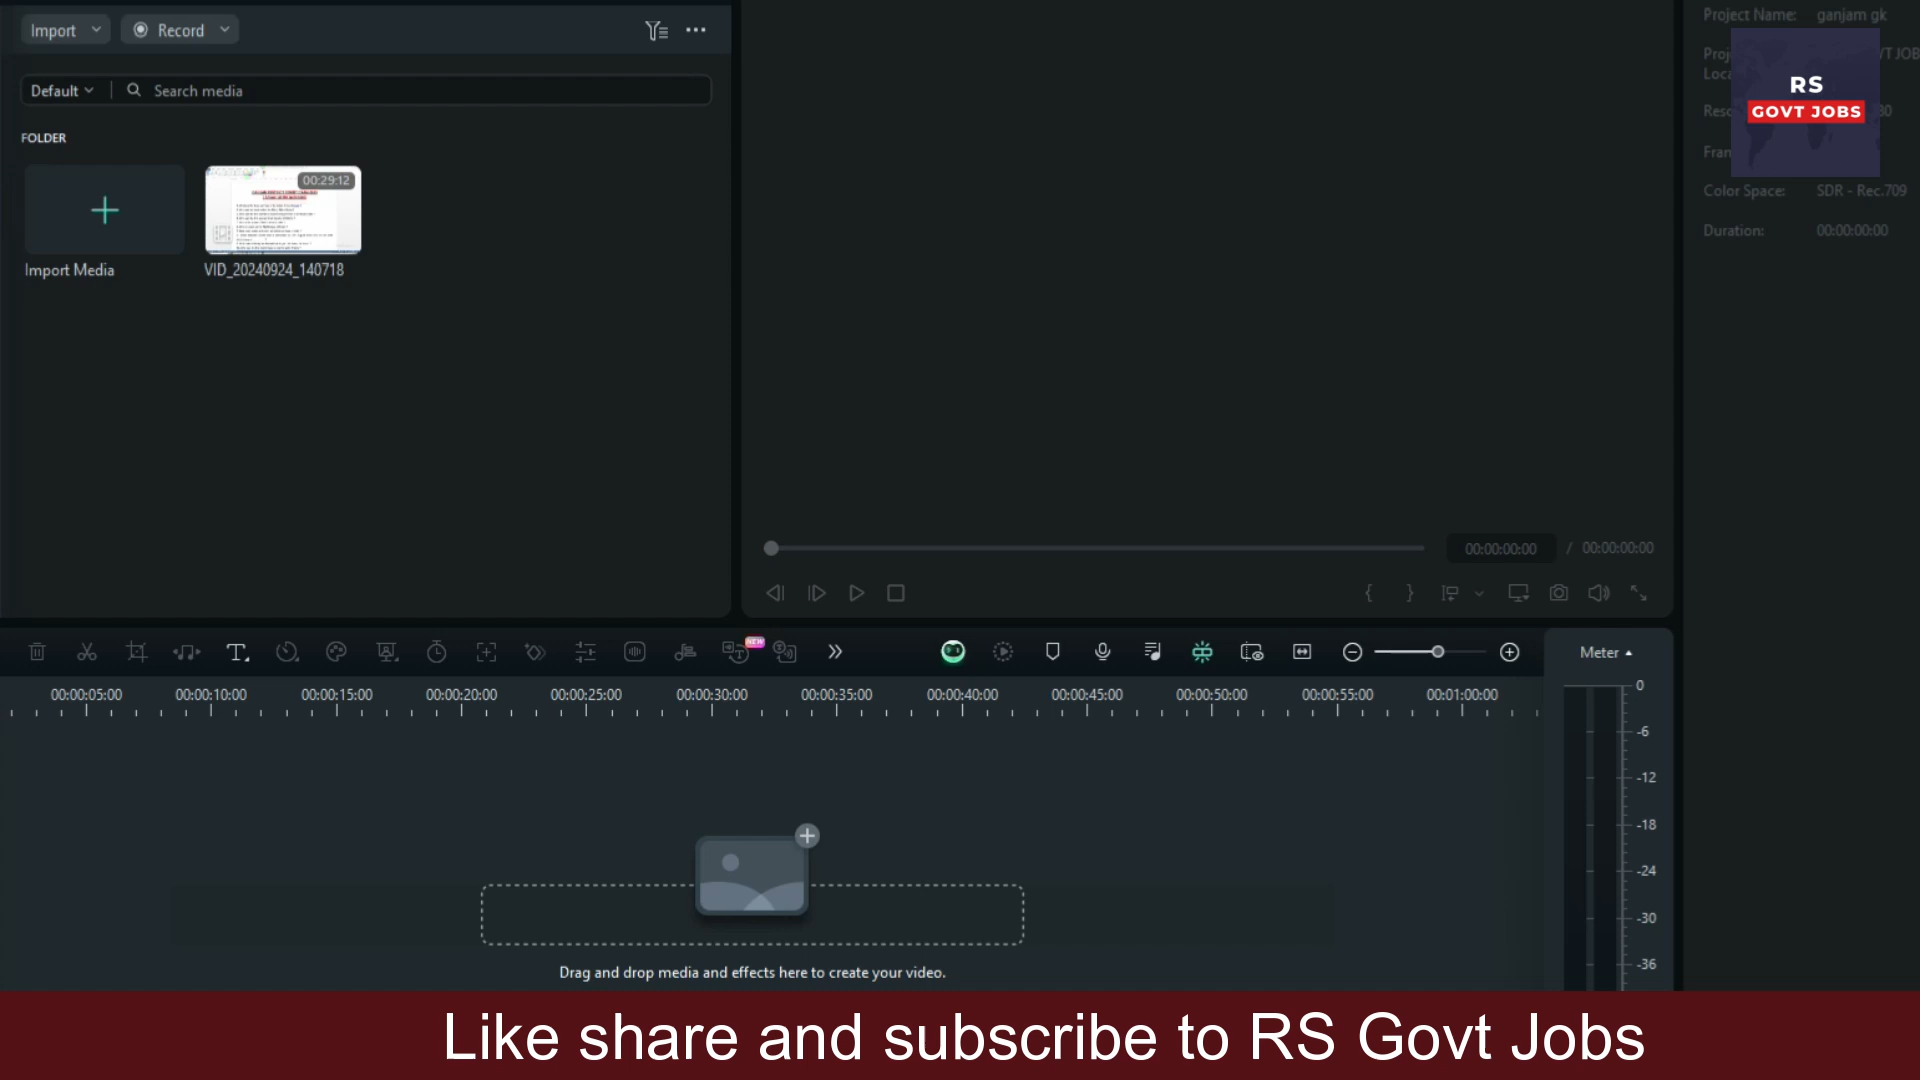 Import
Record
Default
Search media
FOLDER
00:29:12
Import Media
VID_20240924_140718
00:00:00:00 / 00:00:00:00
Project Name: ganjam gk
RS
GOVT JOBS
Color Space: SDR - Rec.709
Duration: 00:00:00:00
NEW
Meter
00:00:05:00 00:00:10:00 00:00:15:00 00:00:20:00 00:00:25:00 00:00:30:00 00:00:35:00 00:00:40:00 00:00:45:00 00:00:50:00 00:00:55:00 00:01:00:00
0
-6
-12
-18
-24
-30
-36
Drag and drop media and effects here to create your video.
Like share and subscribe to RS Govt Jobs